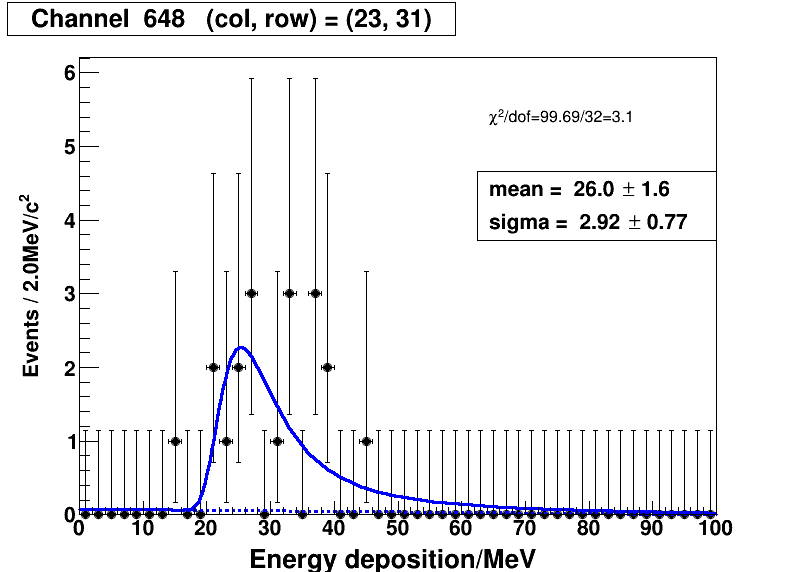 Channel 648 (col, row) = (23, 31)
χ²/dof=99.69/32=3.1
mean = 26.0 ± 1.6
sigma = 2.92 ± 0.77
Events / 2.0MeV/c²
6
5
4
3
2
1
0
0 10 20 30 40 50 60 70 80 90 100
Energy deposition/MeV